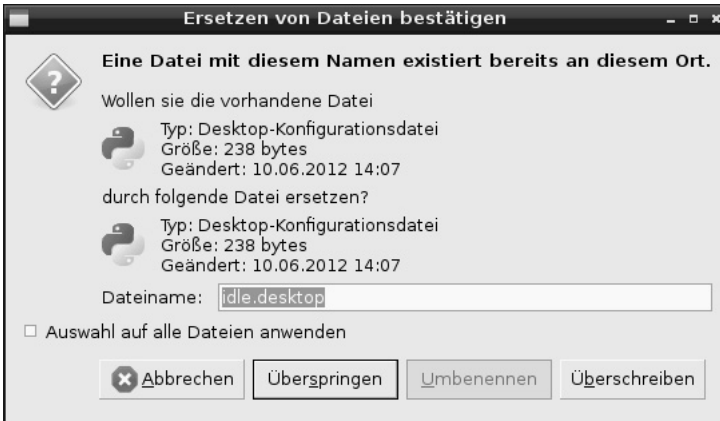 Ersetzen von Dateien bestätigen
Eine Datei mit diesem Namen existiert bereits an diesem Ort.
Wollen sie die vorhandene Datei
Typ: Desktop-Konfigurationsdatei
Größe: 238 bytes
Geändert: 10.06.2012 14:07
durch folgende Datei ersetzen?
Typ: Desktop-Konfigurationsdatei
Größe: 238 bytes
Geändert: 10.06.2012 14:07
Dateiname: idle.desktop
Auswahl auf alle Dateien anwenden
Abbrechen Überspringen Umbenennen Überschreiben